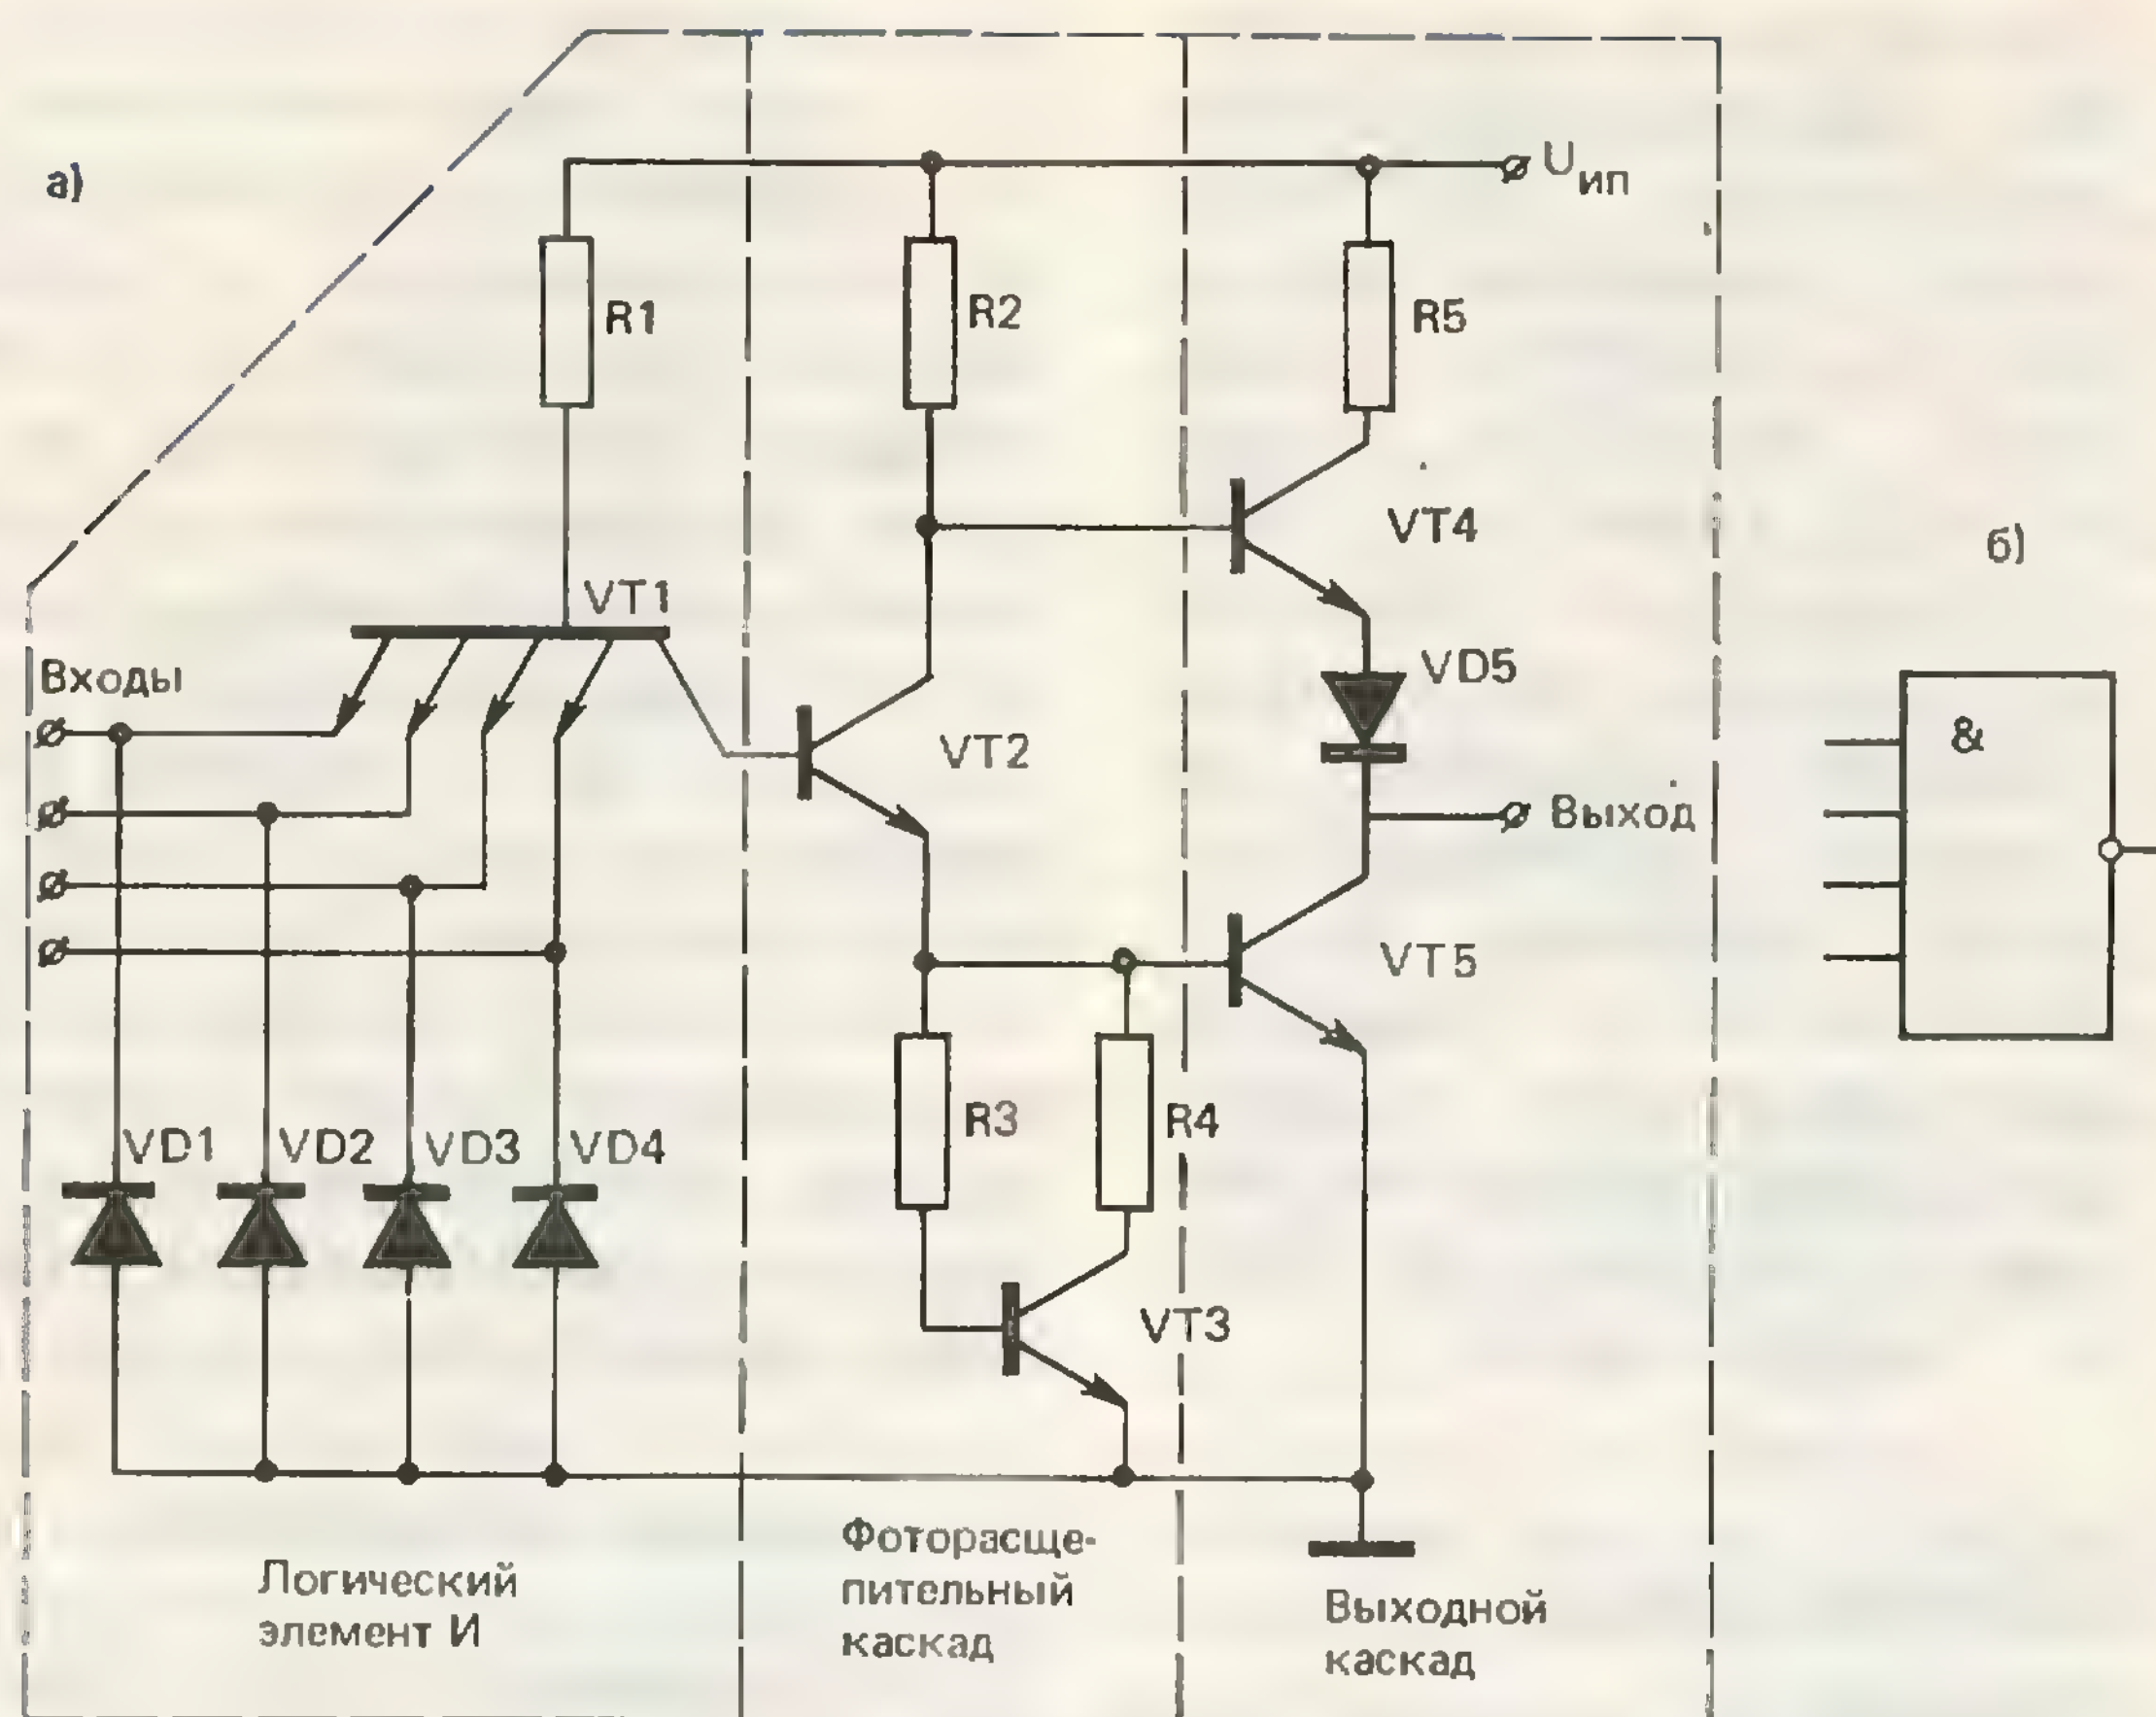 а)
U ип
R1
R2
R5
VT1
VT4
б)
Входы
VD5
&
VT2
Выход
VT5
VD1
VD2
VD3
VD4
R3
R4
VT3
Фоторасще-
пительный
каскад
Логический
элемент И
Выходной
каскад